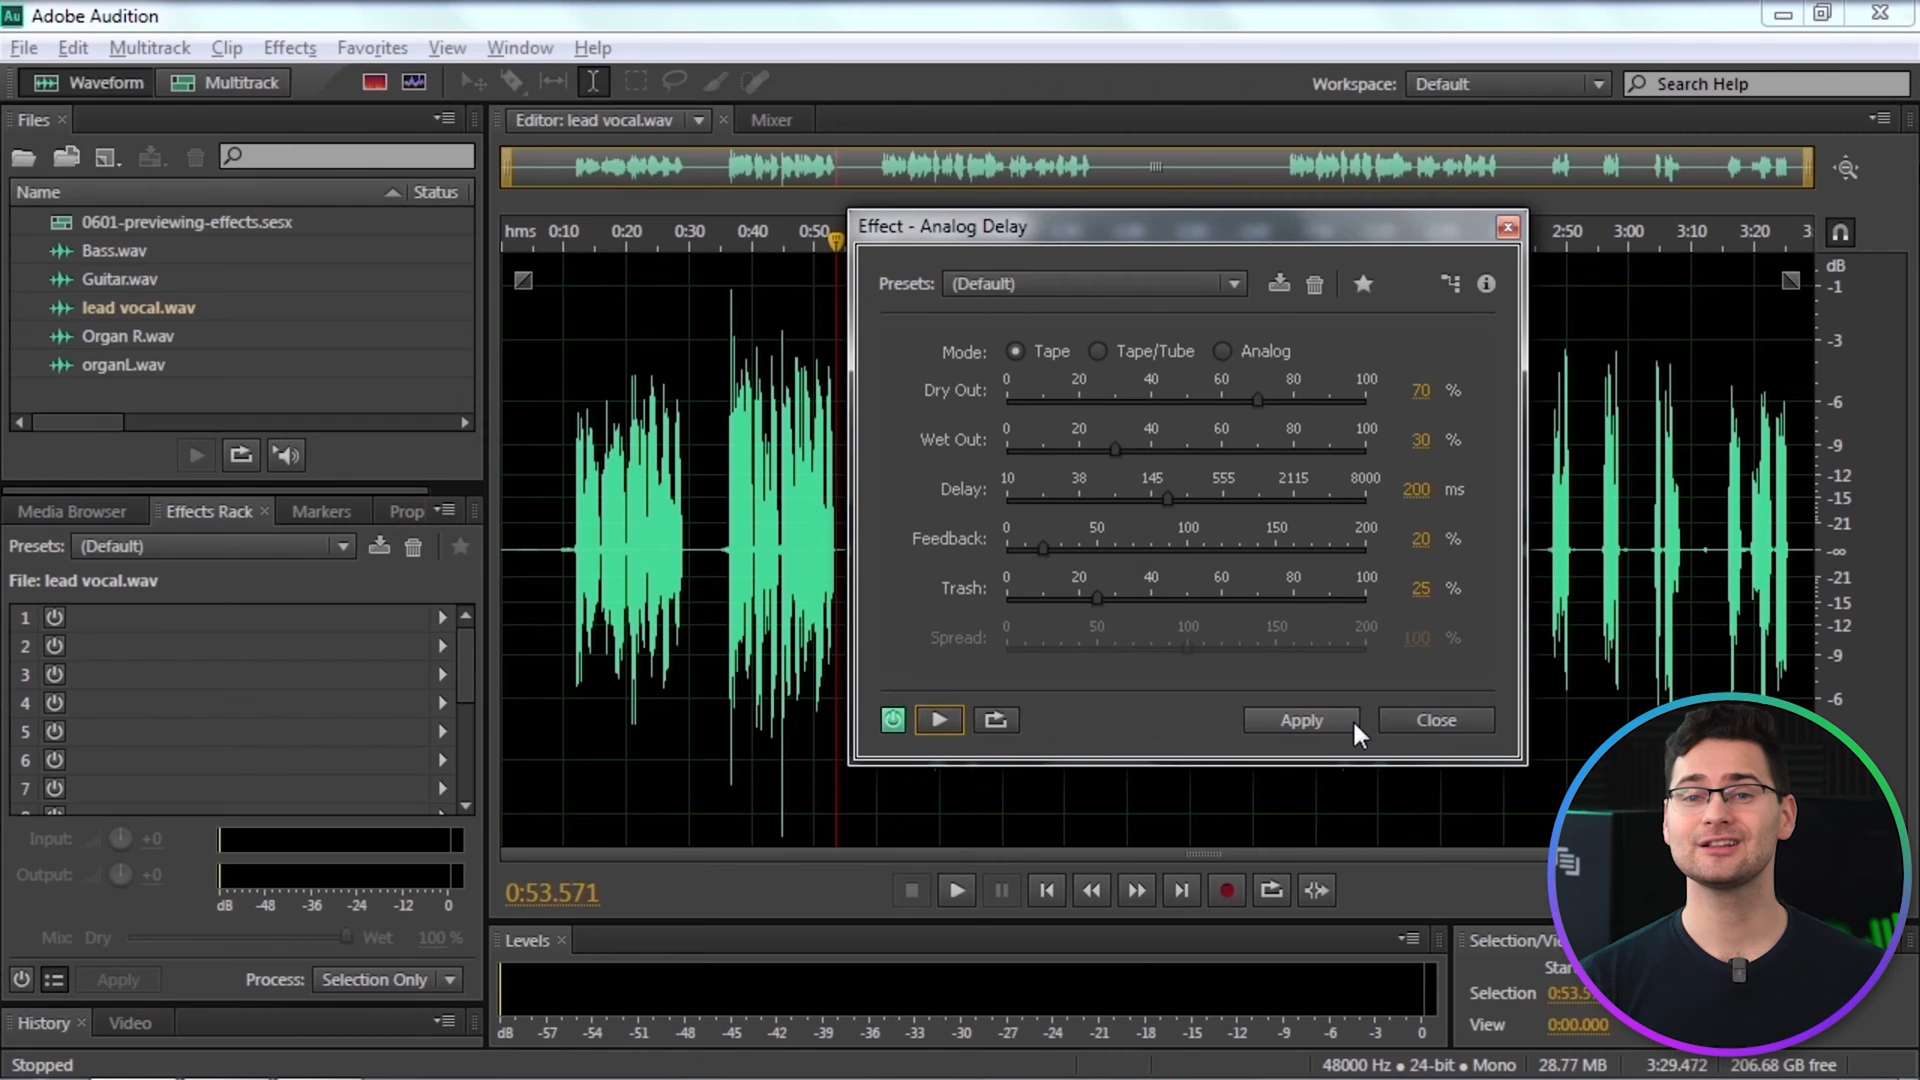 Au Adobe Audition
File Edit Multitrack Clip Effects Favorites View Window Help
Waveform Multitrack Workspace: Default Search Help
Files
Name Status
0601-previewing-effects.sesx
Bass.wav
Guitar.wav
lead vocal.wav
Organ R.wav
organL.wav
Media Browser Effects Rack Markers Prop
Presets: (Default)
File: lead vocal.wav
1
2
3
4
5
6
7
Input: +0
Output: +0
dB -48 -36 -24 -12 0
Mix: Dry Wet 100 %
Apply Process: Selection Only
History Video
Stopped
Editor: lead vocal.wav Mixer
hms 0:10 0:20 0:30 0:40 0:50 2:50 3:00 3:10 3:20 3:
dB
-1
-3
-6
-9
-12
-15
-21
-∞
-21
-15
-12
-9
-6
Effect - Analog Delay
Presets: (Default)
Mode: Tape Tape/Tube Analog
0 20 40 60 80 100
Dry Out: 70 %
0 20 40 60 80 100
Wet Out: 30 %
10 38 145 555 2115 8000
Delay: 200 ms
0 50 100 150 200
Feedback: 20 %
0 20 40 60 80 100
Trash: 25 %
0 50 100 150 200
Spread: 100 %
Apply Close
0:53.571
Levels
dB -57 -54 -51 -48 -45 -42 -39 -36 -33 -30 -27 -24 -21 -18 -15 -12 -9 -6 -3 0
Selection/Vi
Star
Selection 0:53.5
View 0:00.000
48000 Hz • 24-bit • Mono 28.77 MB 3:29.472 206.68 GB free